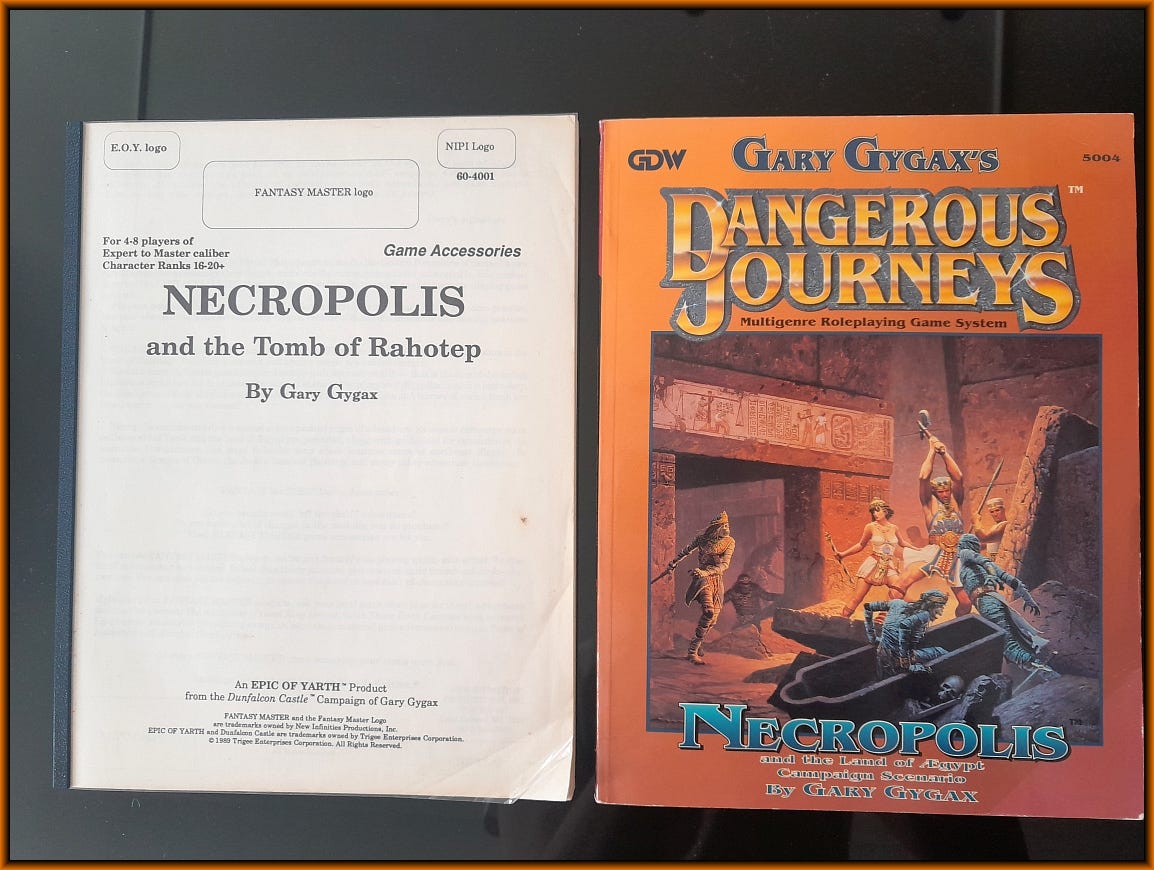 E.O.Y. logo
NIPI Logo
60-4001
FANTASY MASTER logo
For 4-8 players of
Expert to Master caliber
Character Ranks 16-20+
Game Accessories
NECROPOLIS
and the Tomb of Rahotep
By Gary Gygax
An EPIC OF YARTH™ Product
from the Dunfalcon Castle™ Campaign of Gary Gygax
FANTASY MASTER and the Fantasy Master Logo
are trademarks owned by New Infinities Productions, Inc.
EPIC OF YARTH and Dunfalcon Castle are trademarks owned by Trigee Enterprises Corporation.
© 1989 Trigee Enterprises Corporation. All Rights Reserved.
GDW
GARY GYGAX'S
5004
DANGEROUS
JOURNEYS™
Multigenre Roleplaying Game System
NECROPOLIS™
and the Land of Ægypt
Campaign Scenario
By GARY GYGAX